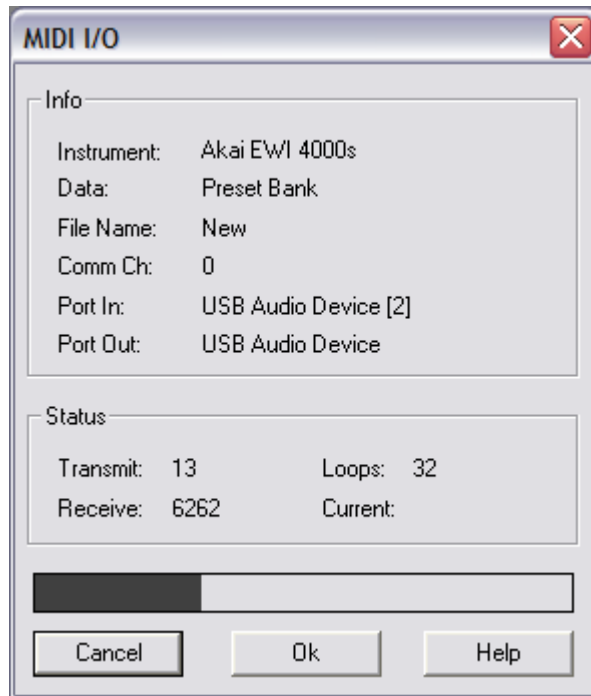 MIDI I/O
Info
Instrument: Akai EWI 4000s
Data: Preset Bank
File Name: New
Comm Ch: 0
Port In: USB Audio Device [2]
Port Out: USB Audio Device
Status
Transmit: 13 Loops: 32
Receive: 6262 Current:
Cancel Ok Help